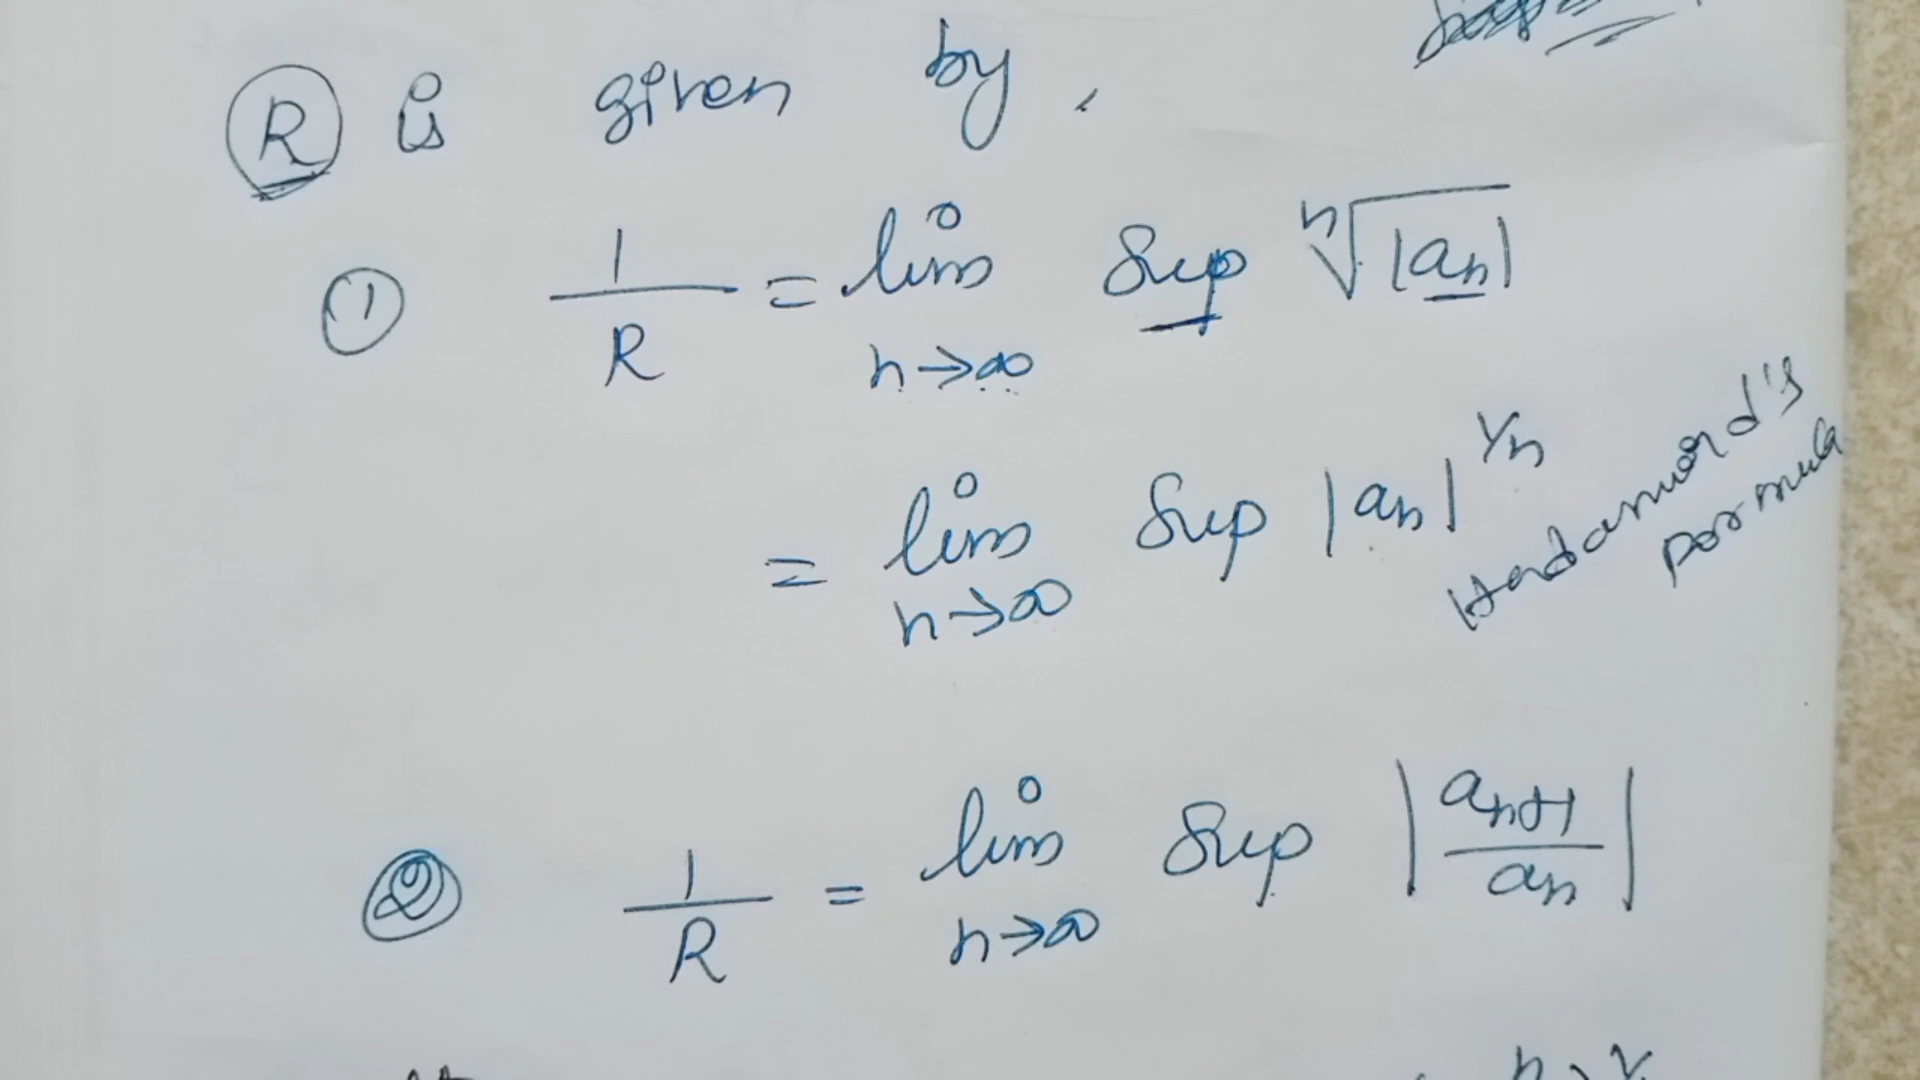 R is given by,
① 1/R = lim sup ⁿ√|aₙ|
n→∞
= lim sup |aₙ|^1/n
n→∞
Hadamard's
formula
② 1/R = lim sup |aₙ₊₁/aₙ|
n→∞